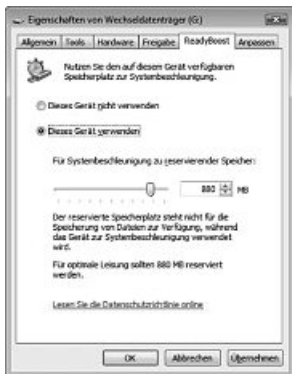 Eigenschaften von Wechseldatenträger (G:)
Allgemein Tools Hardware Freigabe ReadyBoost Anpassen
Nutzen Sie den auf diesem Gerät verfügbaren
Speicherplatz zur Systembeschleunigung.
Dieses Gerät nicht verwenden
Dieses Gerät verwenden
Für Systembeschleunigung zu reservierender Speicher:
880 MB
Der reservierte Speicherplatz steht nicht für die
Speicherung von Dateien zur Verfügung, während
das Gerät zur Systembeschleunigung verwendet
wird.
Für optimale Leisung sollten 880 MB reserviert
werden.
Lesen Sie die Datenschutzrichtlinie online
OK Abbrechen Übernehmen